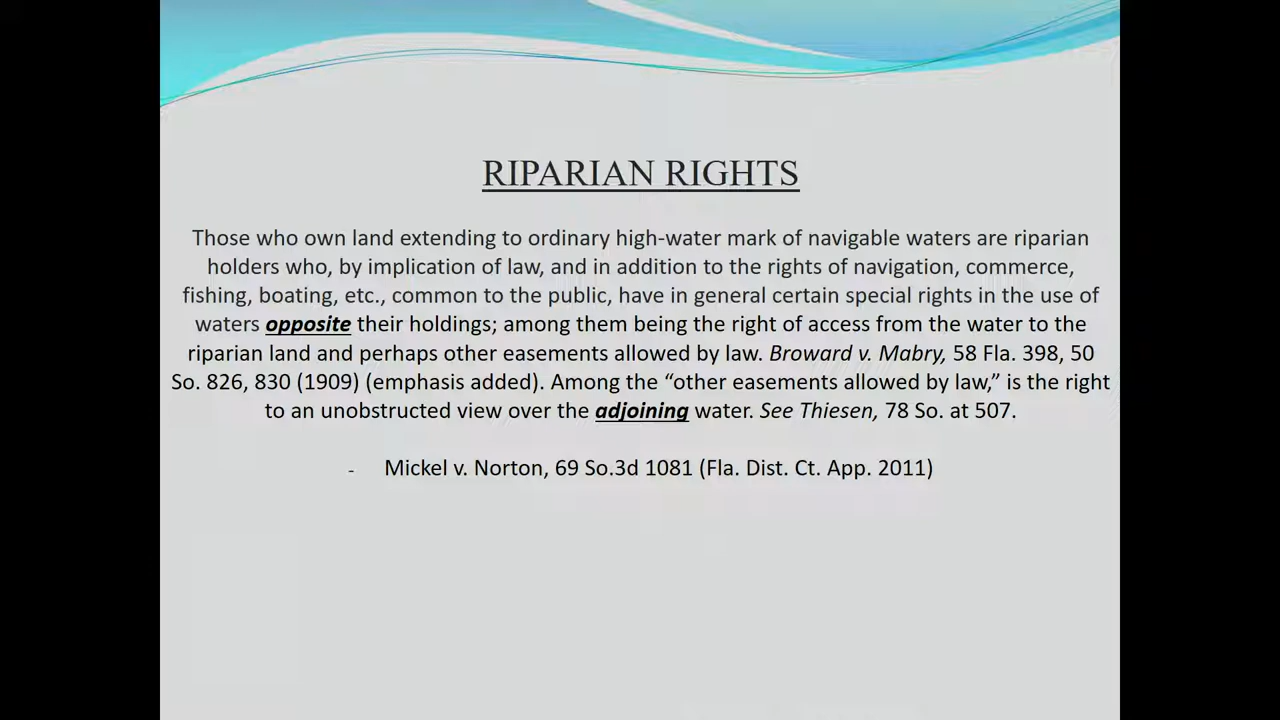 RIPARIAN RIGHTS
Those who own land extending to ordinary high-water mark of navigable waters are riparian
holders who, by implication of law, and in addition to the rights of navigation, commerce,
fishing, boating, etc., common to the public, have in general certain special rights in the use of
waters opposite their holdings; among them being the right of access from the water to the
riparian land and perhaps other easements allowed by law. Broward v. Mabry, 58 Fla. 398, 50
So. 826, 830 (1909) (emphasis added). Among the “other easements allowed by law,” is the right
to an unobstructed view over the adjoining water. See Thiesen, 78 So. at 507.
- Mickel v. Norton, 69 So.3d 1081 (Fla. Dist. Ct. App. 2011)